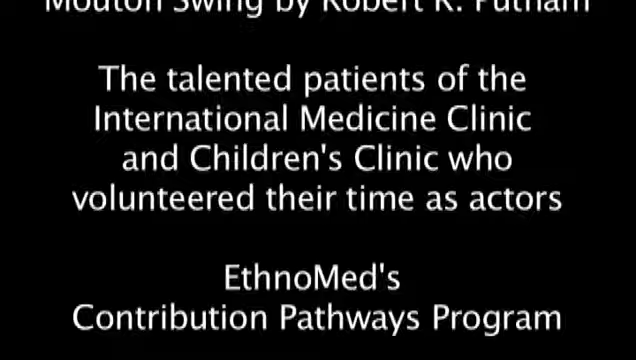 Mouton Swing by Robert R. Putnam
The talented patients of the
International Medicine Clinic
and Children's Clinic who
volunteered their time as actors
EthnoMed's
Contribution Pathways Program